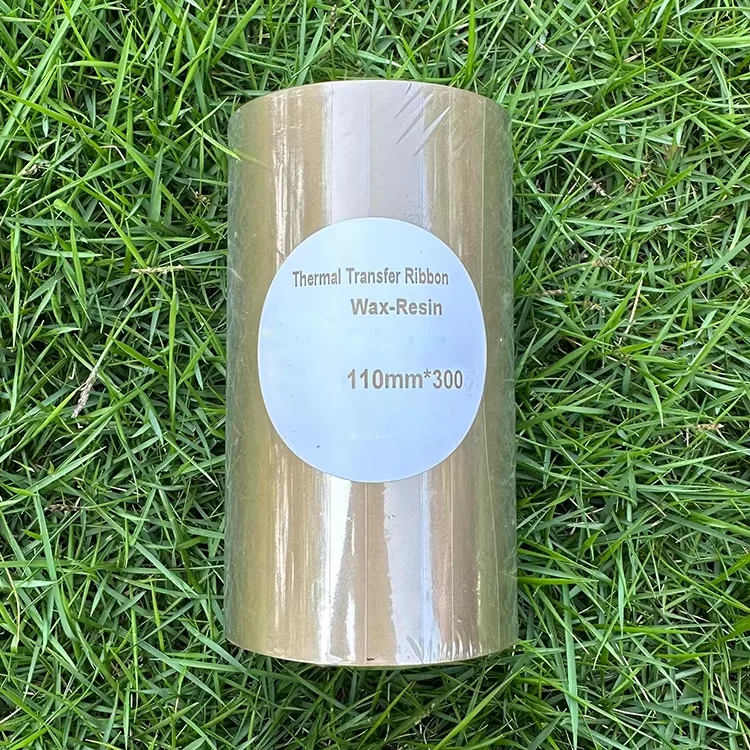 Thermal Transfer Ribbon
Wax-Resin
110mm*300